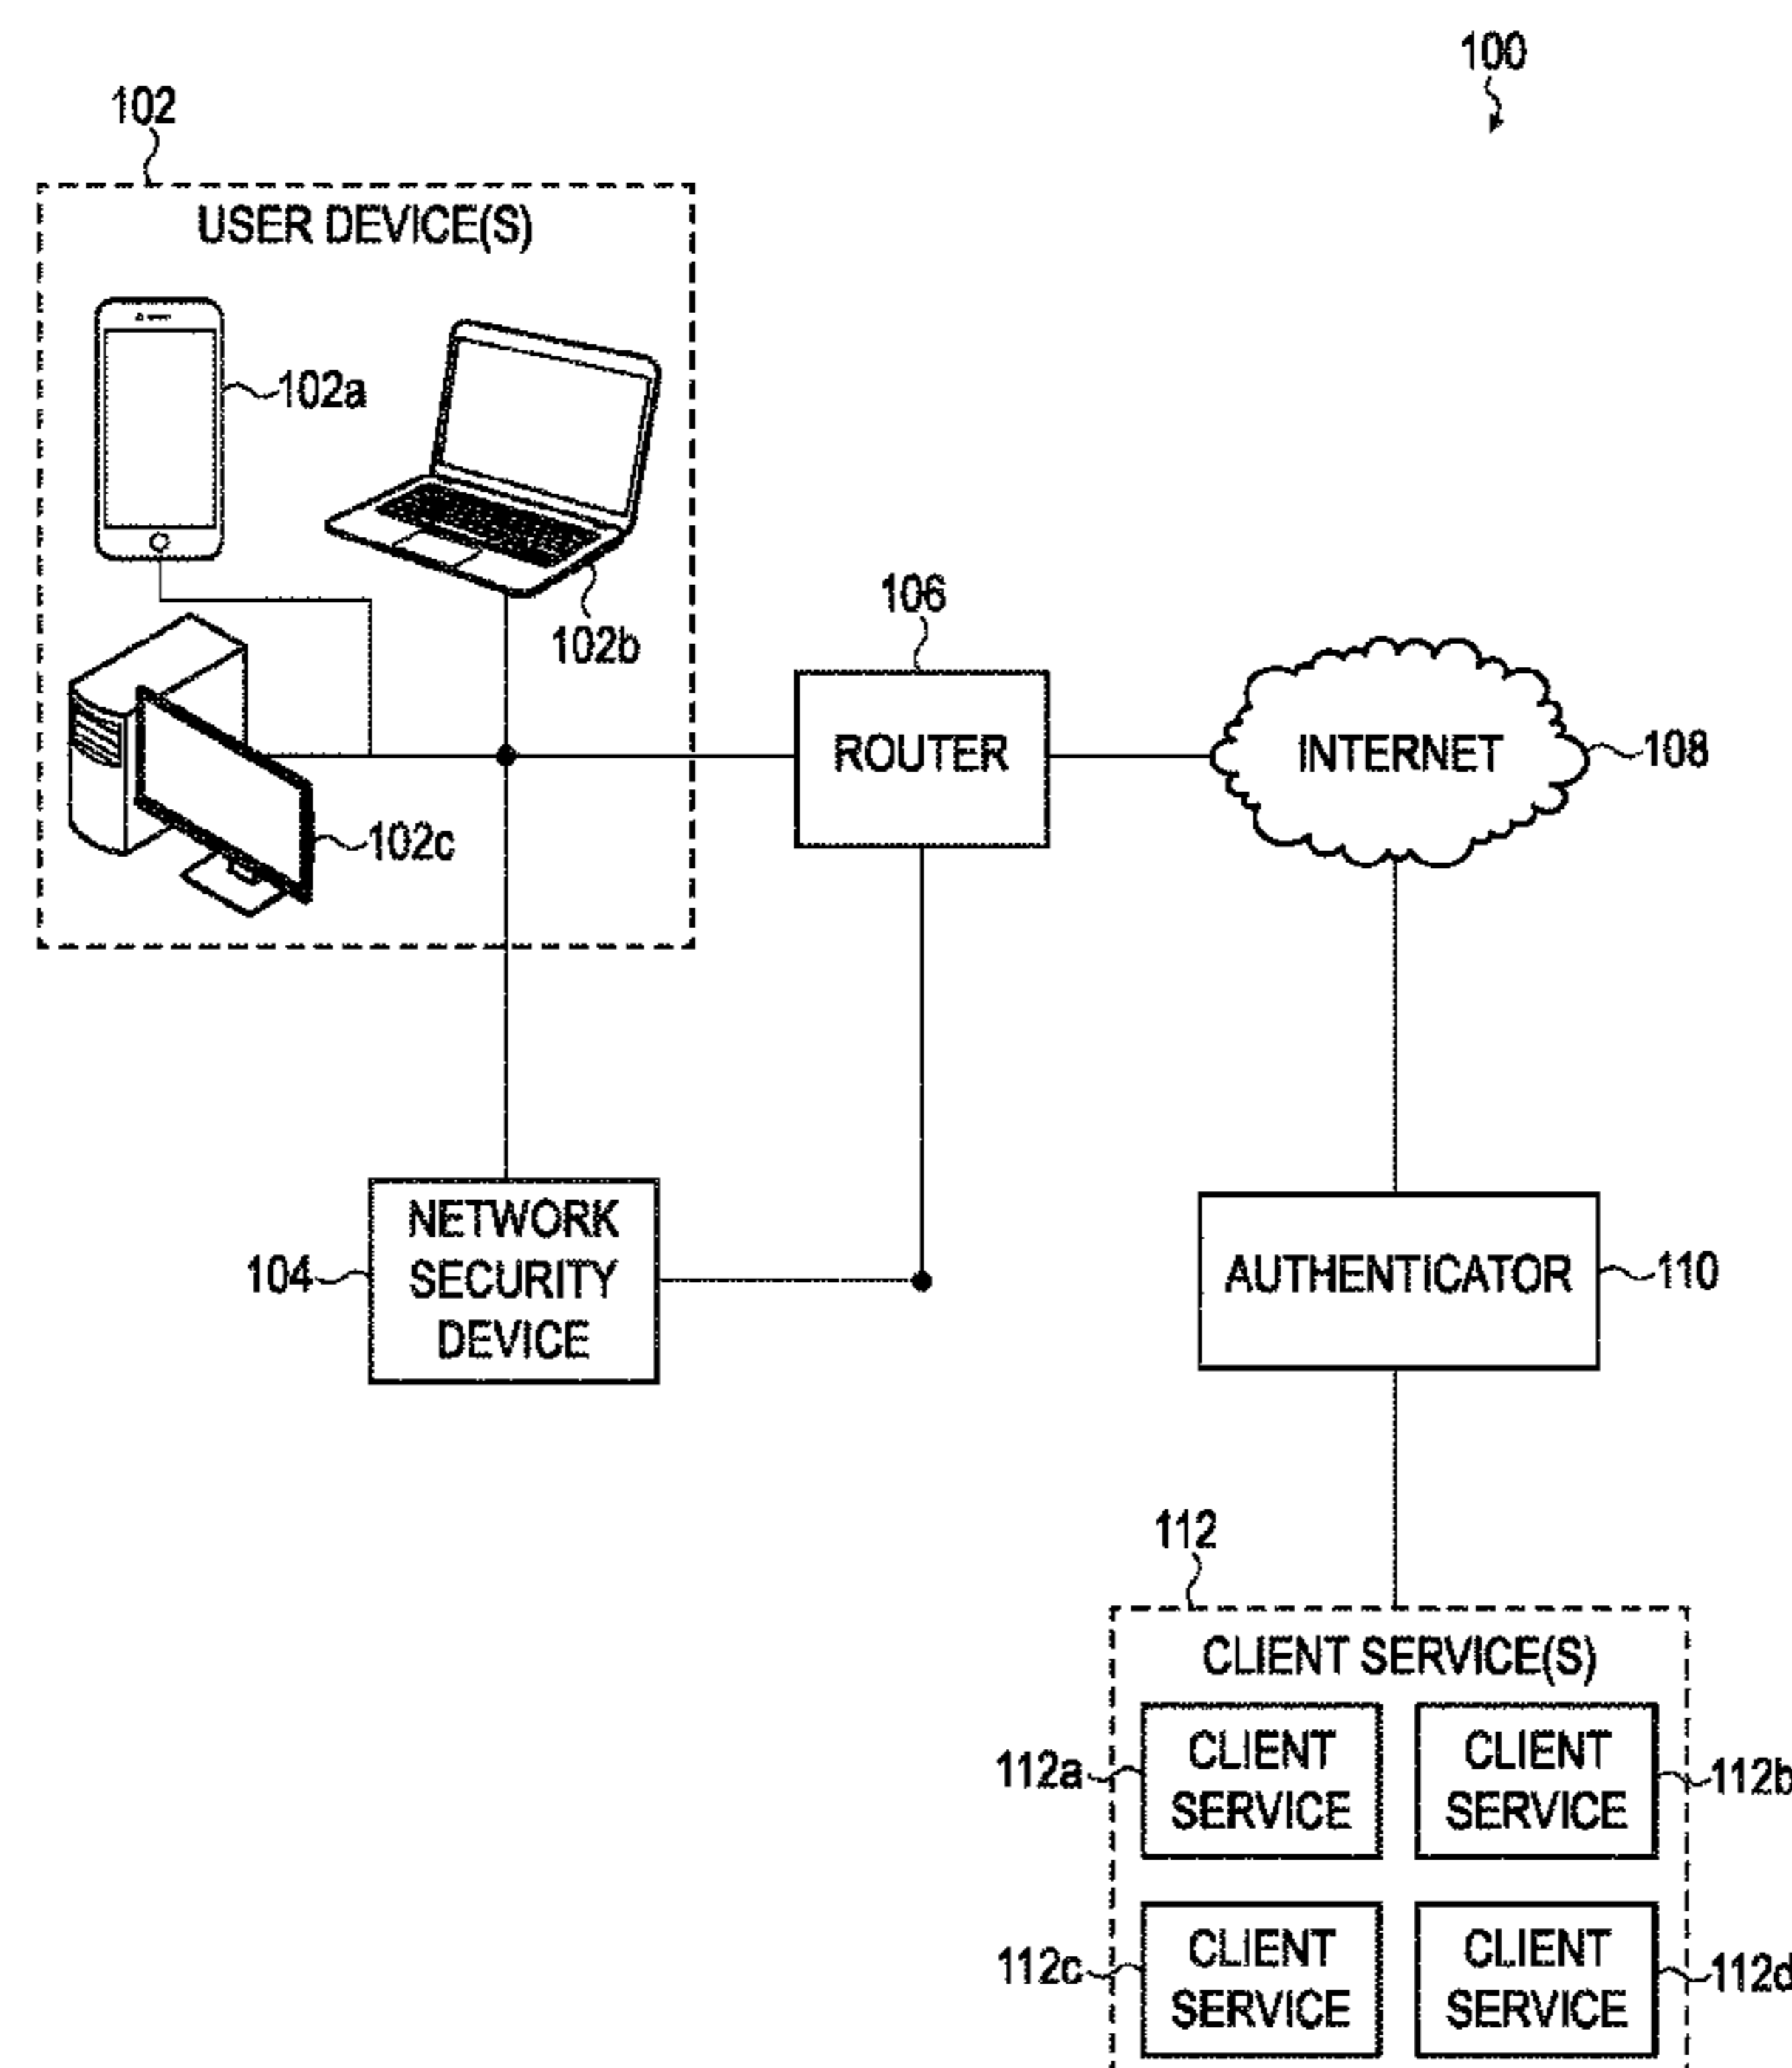 100
102
USER DEVICE(S)
102a
102b
102c
106
ROUTER
INTERNET
108
104
NETWORK
SECURITY
DEVICE
AUTHENTICATOR
110
112
CLIENT SERVICE(S)
112a
CLIENT
SERVICE
CLIENT
SERVICE
112b
112c
CLIENT
SERVICE
CLIENT
SERVICE
112d